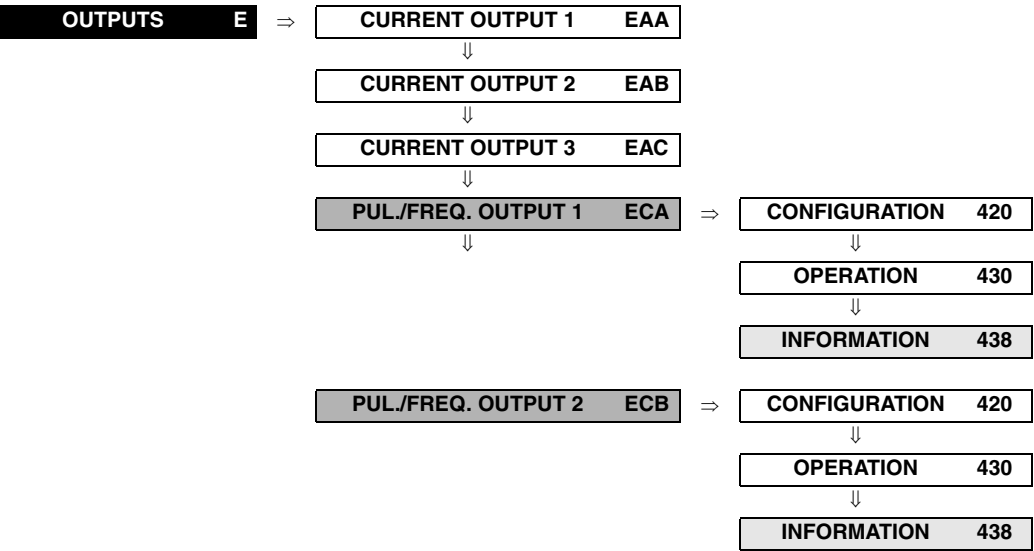 OUTPUTS E ⇒ CURRENT OUTPUT 1 EAA
⇓
CURRENT OUTPUT 2 EAB
⇓
CURRENT OUTPUT 3 EAC
⇓
PUL./FREQ. OUTPUT 1 ECA ⇒ CONFIGURATION 420
⇓ ⇓
OPERATION 430
⇓
INFORMATION 438
PUL./FREQ. OUTPUT 2 ECB ⇒ CONFIGURATION 420
⇓
OPERATION 430
⇓
INFORMATION 438